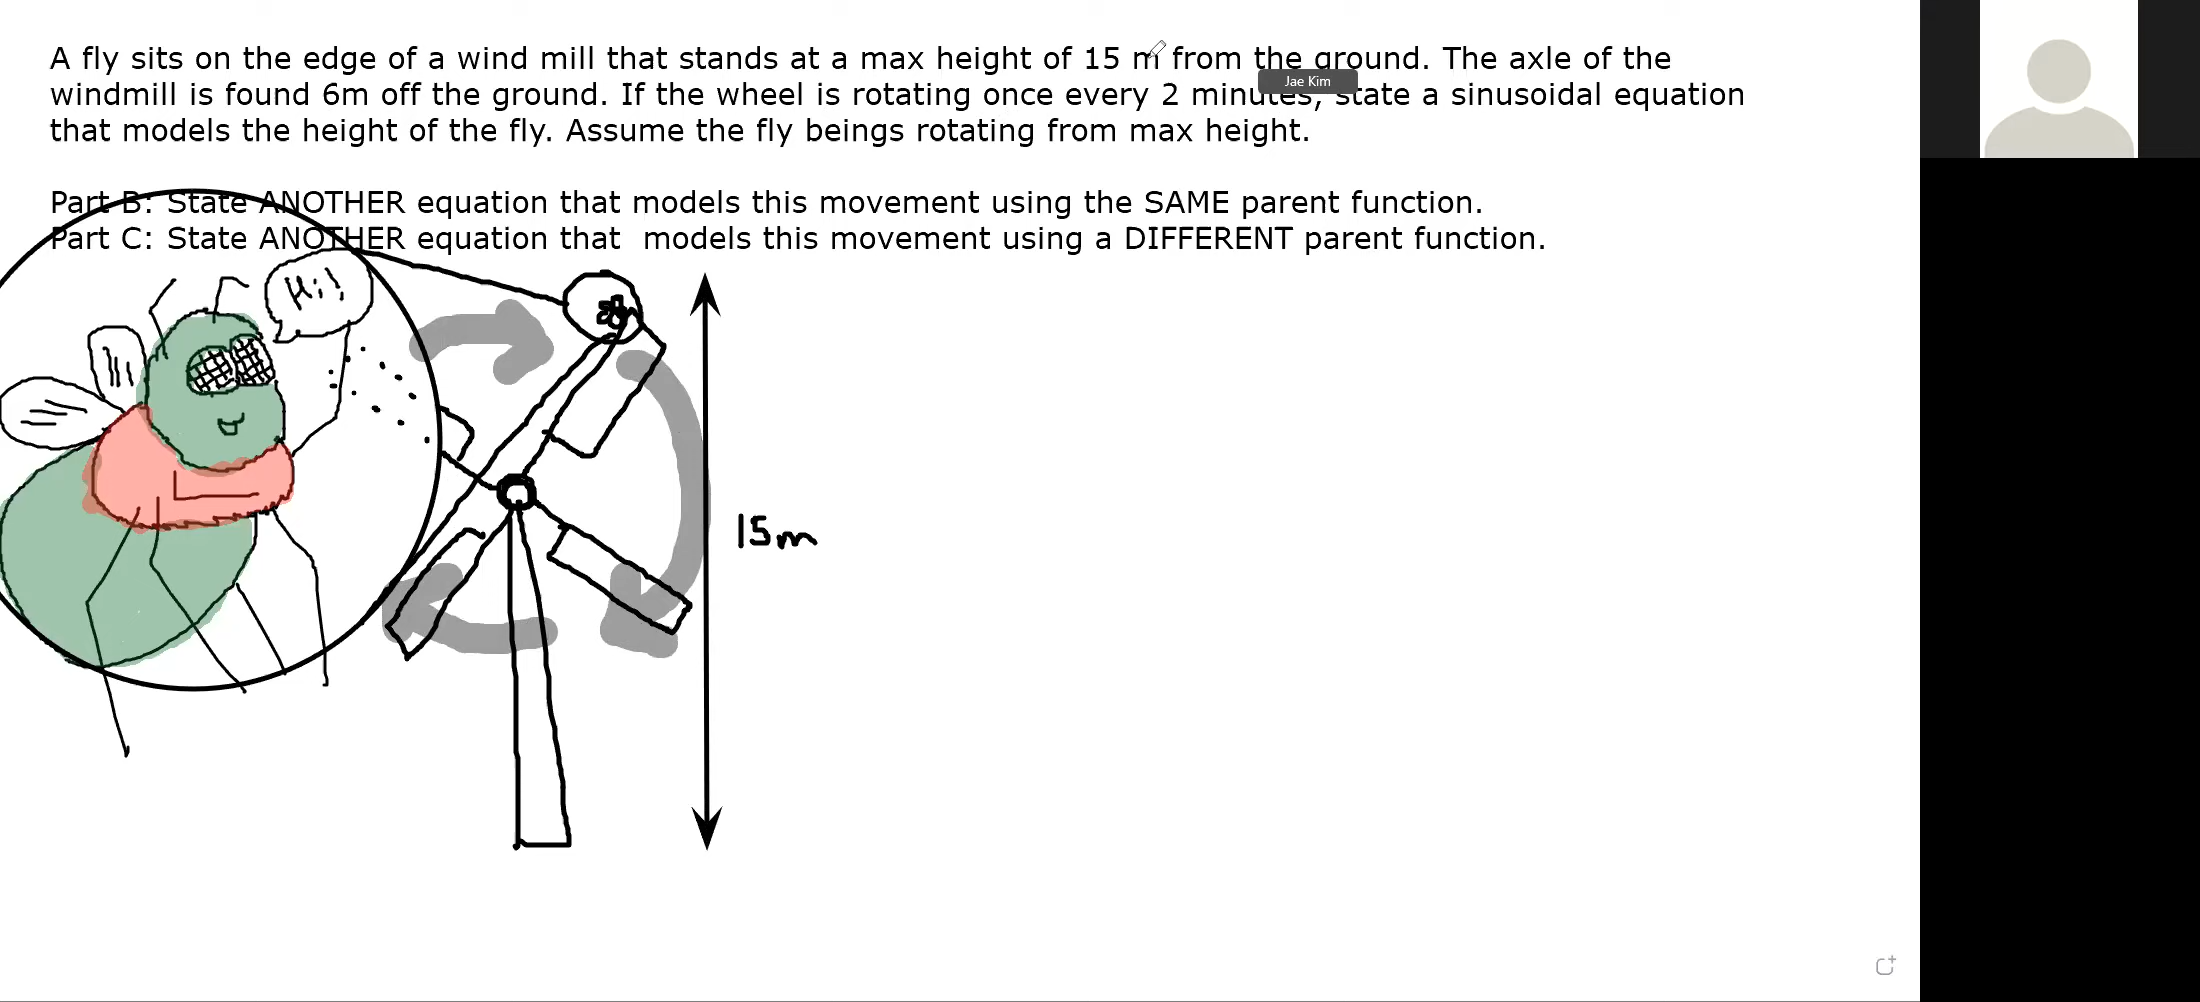 A fly sits on the edge of a wind mill that stands at a max height of 15 m from the ground. The axle of the
Jae Kim
windmill is found 6m off the ground. If the wheel is rotating once every 2 minutes, state a sinusoidal equation
that models the height of the fly. Assume the fly beings rotating from max height.
Part B: State ANOTHER equation that models this movement using the SAME parent function.
Part C: State ANOTHER equation that  models this movement using a DIFFERENT parent function.
Hi!
15m